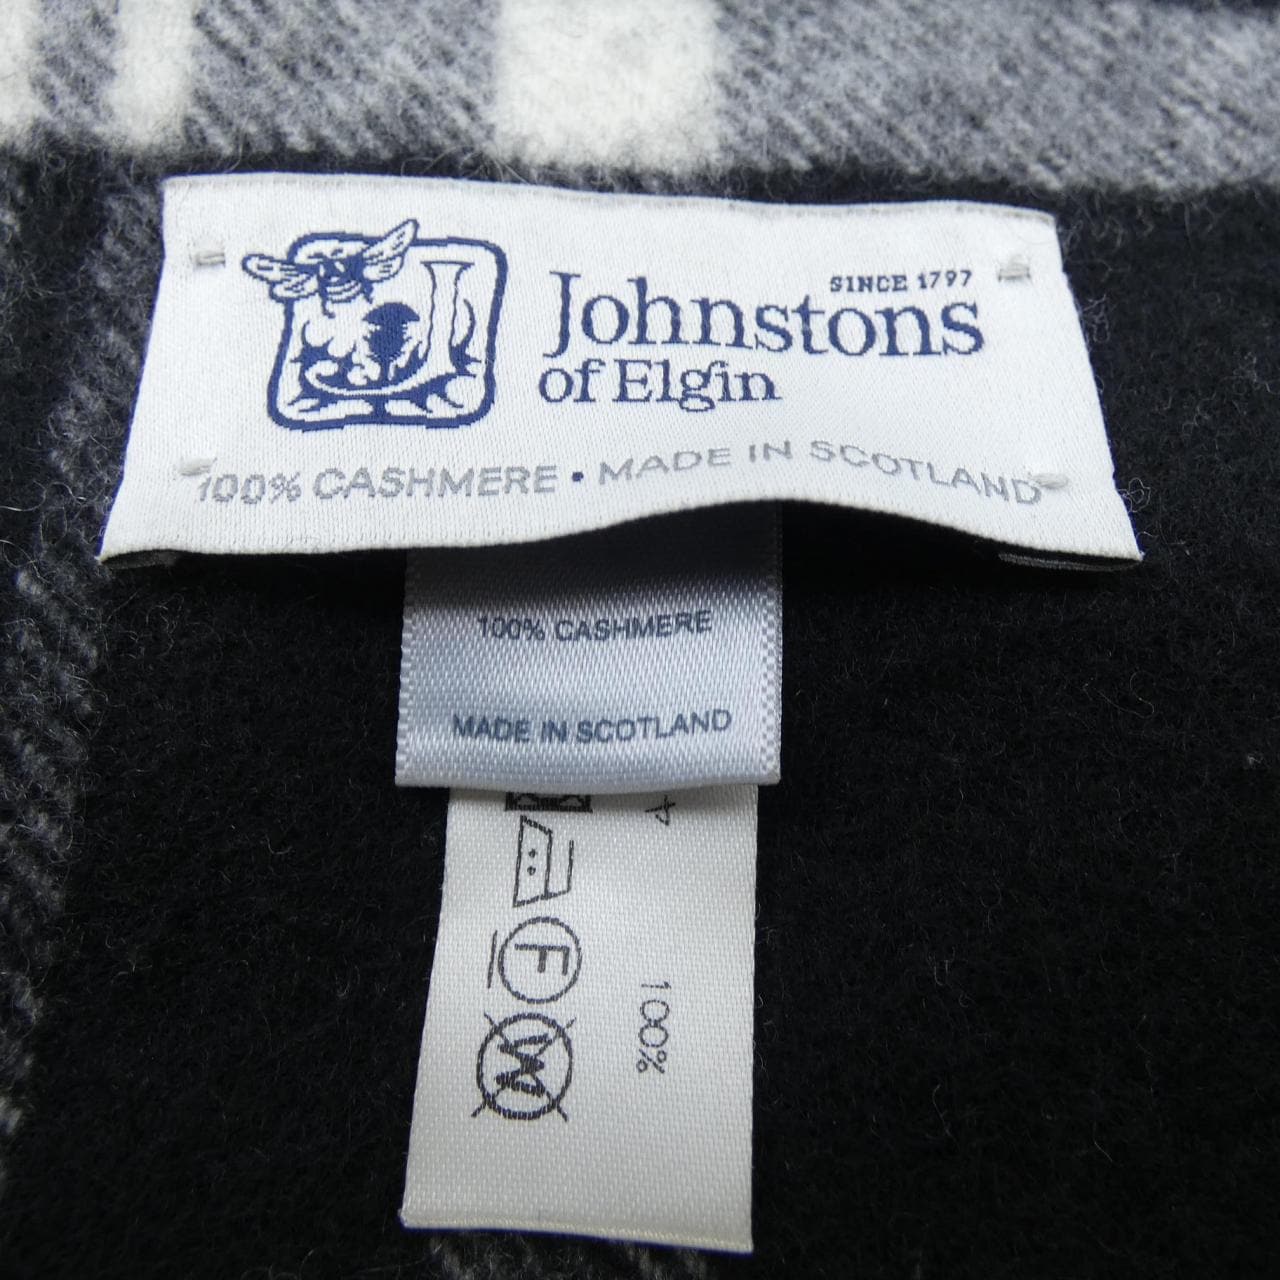 SINCE 1797
Johnstons
of Elgin
100% CASHMERE • MADE IN SCOTLAND
100% CASHMERE
MADE IN SCOTLAND
F
W
100%